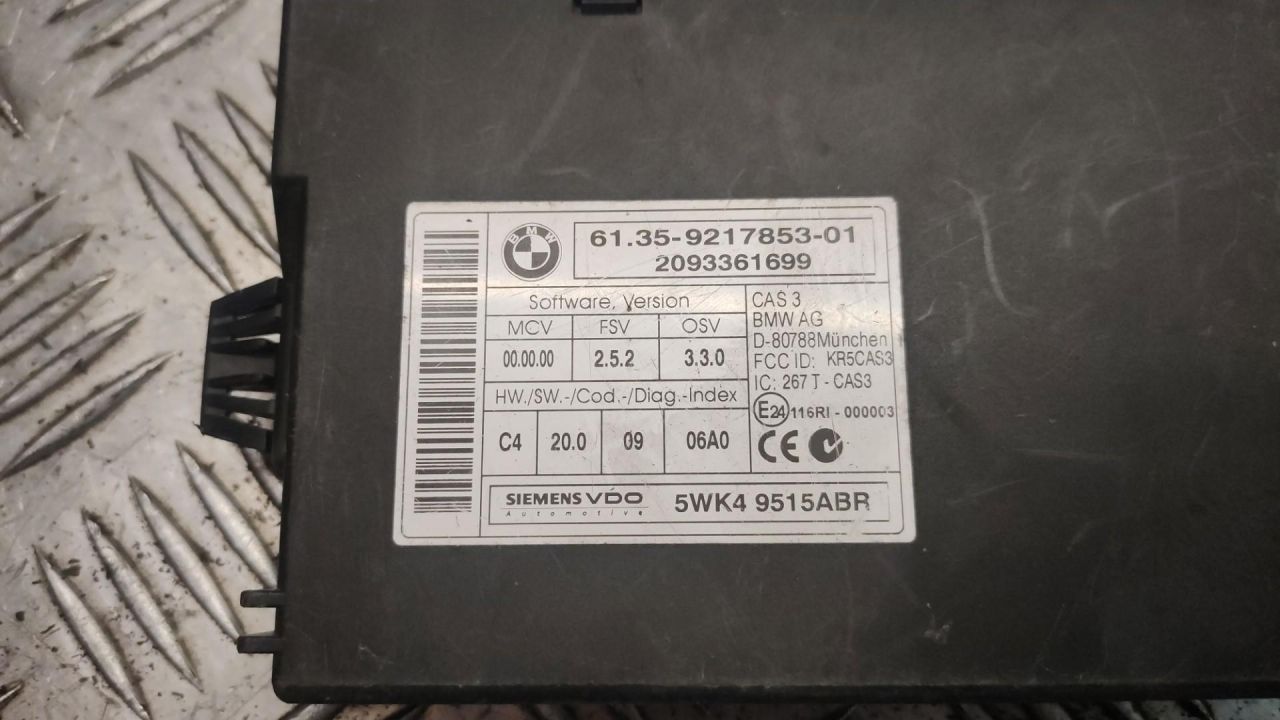 BMW
61.35-9217853-01
2093361699
Software, Version
MCV FSV OSV
00.00.00 2.5.2 3.3.0
HW./SW.-/Cod.-/Diag.-Index
C4 20.0 09 06A0
CAS 3
BMW AG
D-80788München
FCC ID: KR5CAS3
IC: 267 T - CAS3
E24 116RI - 000003
CE
SIEMENS VDO
Automotive
5WK4 9515ABR